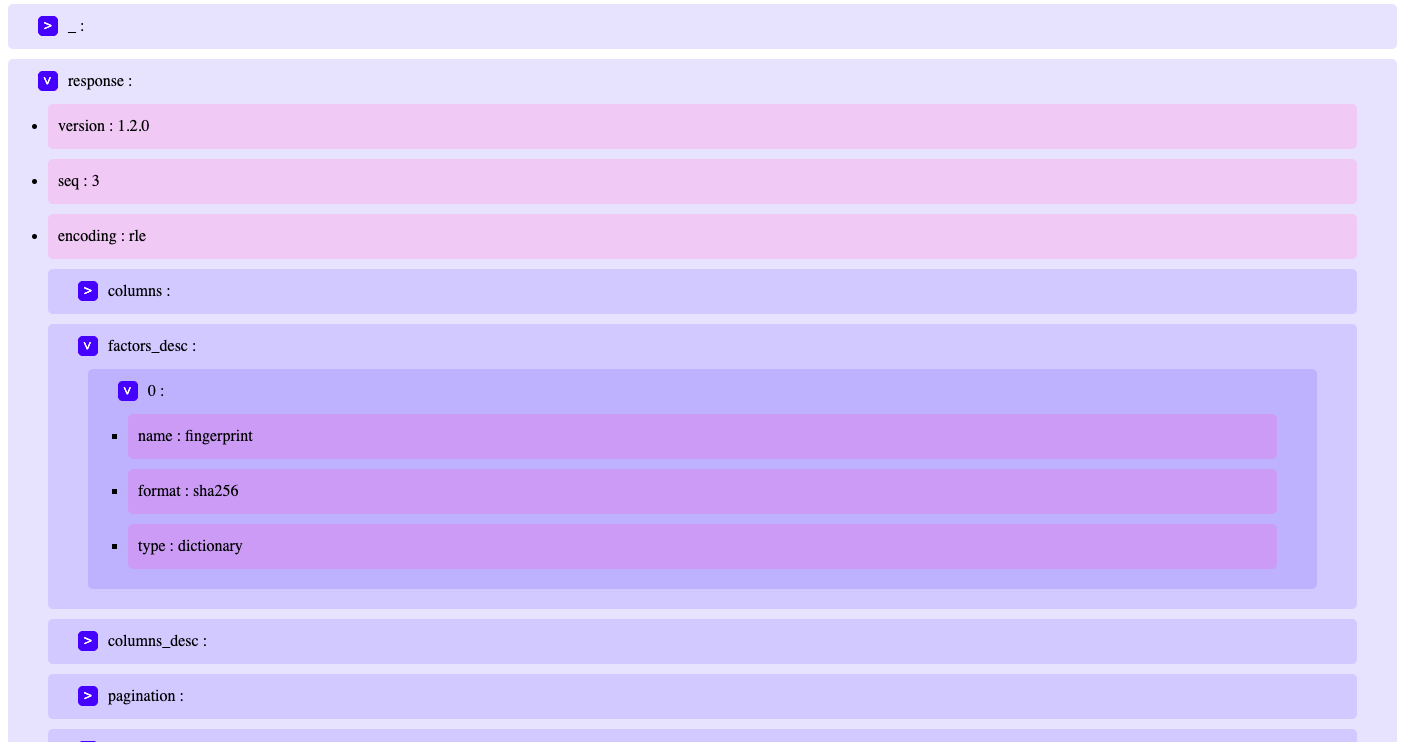 > _ :
v response :
version : 1.2.0
seq : 3
encoding : rle
> columns :
v factors_desc :
v 0 :
name : fingerprint
format : sha256
type : dictionary
> columns_desc :
> pagination :